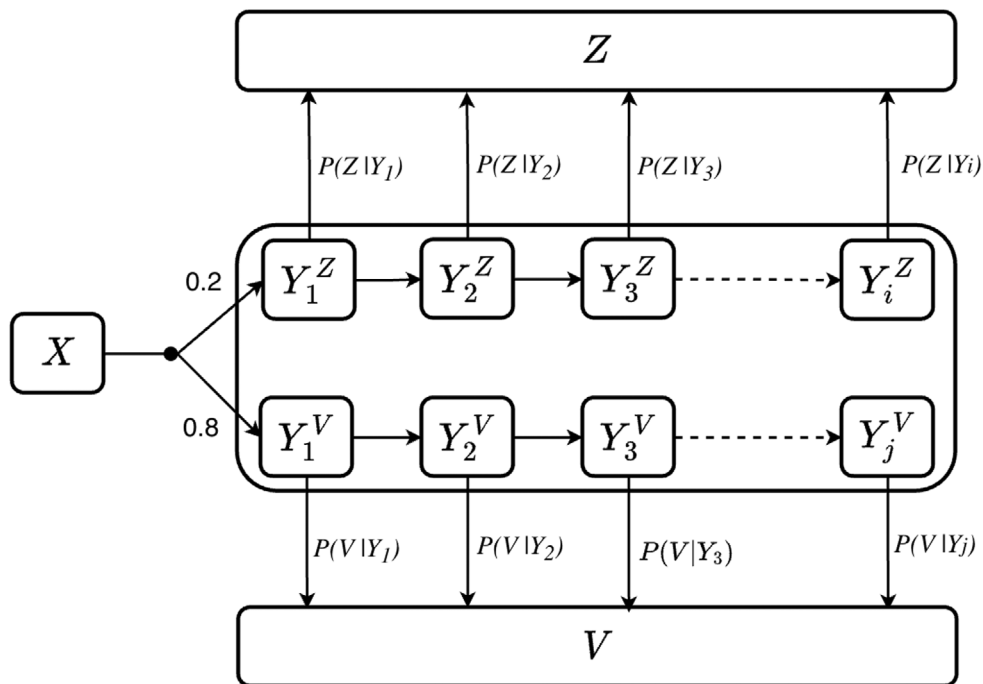 Z
P(Z|Y₁) P(Z|Y₂) P(Z|Y₃) P(Z|Yi)
0.2 Y₁ᶻ Y₂ᶻ Y₃ᶻ Yᵢᶻ
X
0.8 Y₁ⱽ Y₂ⱽ Y₃ⱽ Yⱼⱽ
P(V|Y₁) P(V|Y₂) P(V|Y₃) P(V|Yj)
V